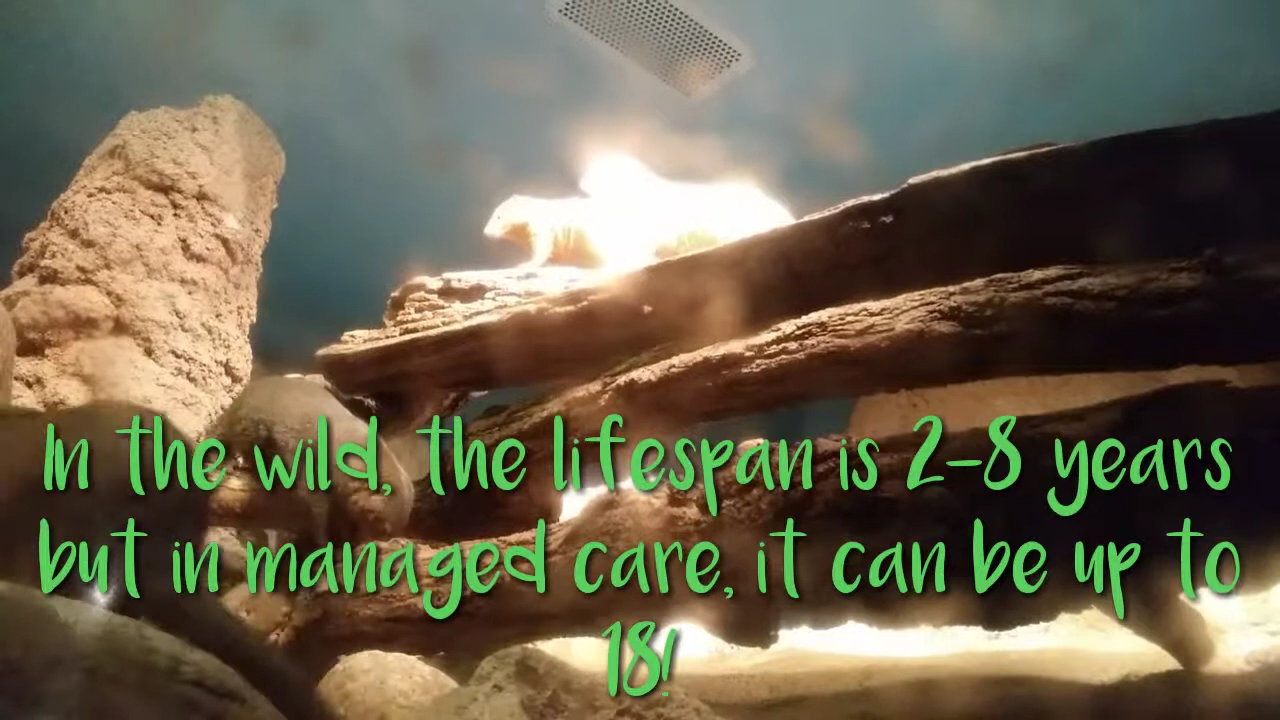 In the wild, the lifespan is 2-8 years
but in managed care, it can be up to
18!